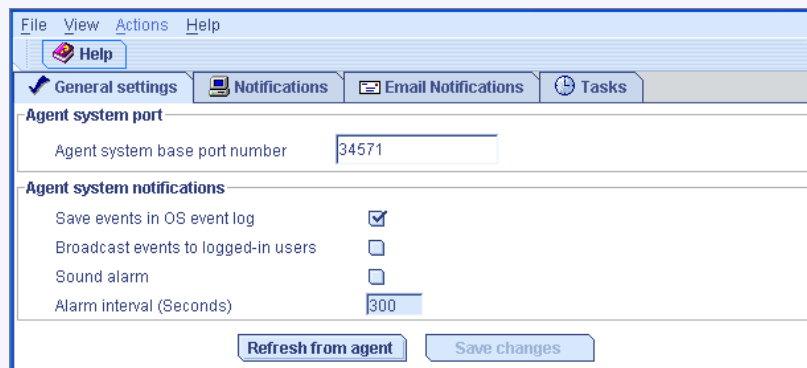 File View Actions Help
Help
General settings Notifications Email Notifications Tasks
Agent system port
Agent system base port number 34571
Agent system notifications
Save events in OS event log
Broadcast events to logged-in users
Sound alarm
Alarm interval (Seconds) 300
Refresh from agent Save changes